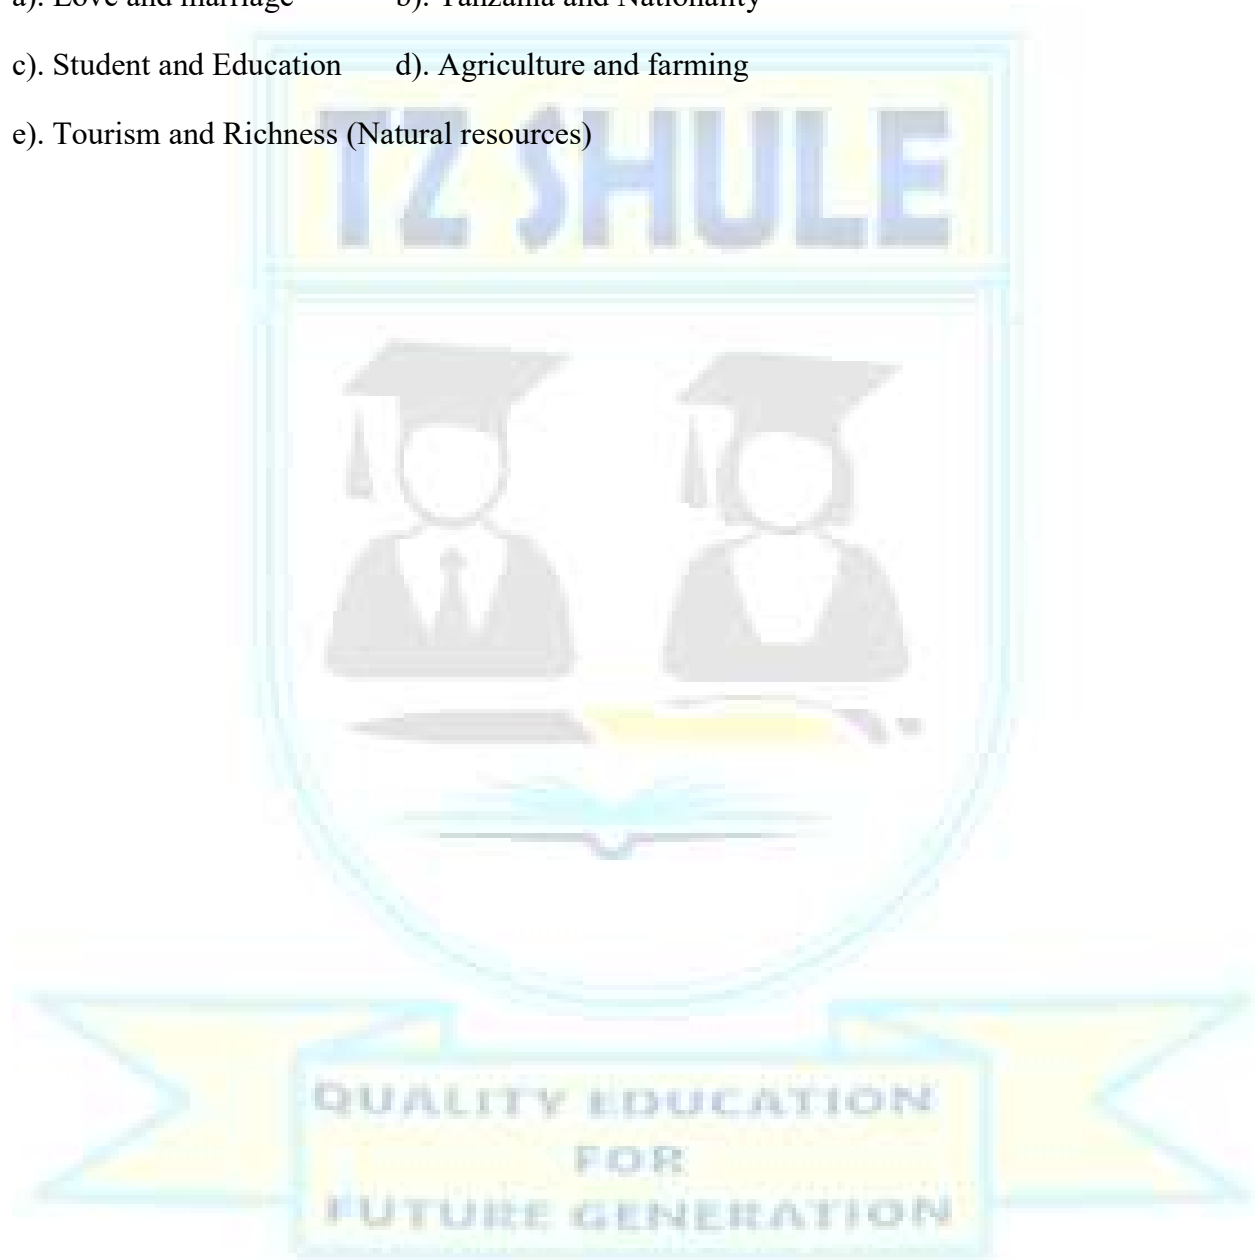 a). Love and marriage b). Tanzania and Nationality
c). Student and Education d). Agriculture and farming
e). Tourism and Richness (Natural resources)
TZ SHULE
QUALITY EDUCATION
FOR
FUTURE GENERATION